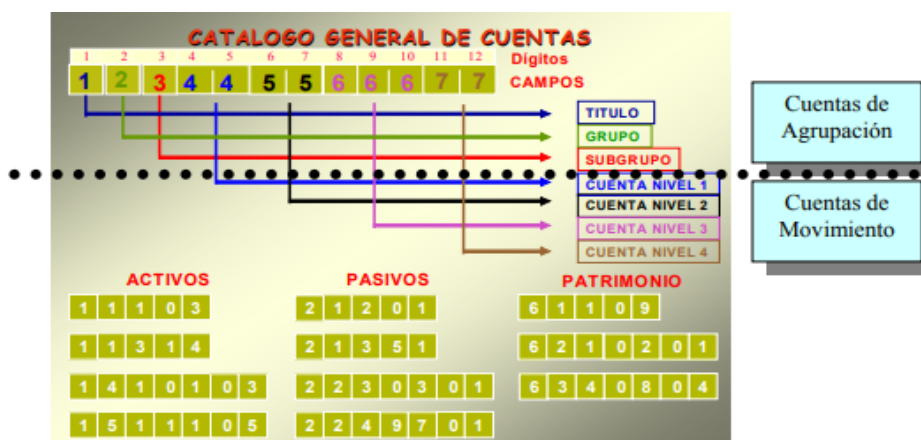 CATALOGO GENERAL DE CUENTAS
1 2 3 4 5 6 7 8 9 10 11 12 Dígitos
1 2 3 4 4 5 5 6 6 6 7 7 CAMPOS
TITULO
GRUPO
SUBGRUPO
CUENTA NIVEL 1
CUENTA NIVEL 2
CUENTA NIVEL 3
CUENTA NIVEL 4
Cuentas de
Agrupación
Cuentas de
Movimiento
ACTIVOS PASIVOS PATRIMONIO
1 1 1 0 3 2 1 2 0 1 6 1 1 0 9
1 1 3 1 4 2 1 3 5 1 6 2 1 0 2 0 1
1 4 1 0 1 0 3 2 2 3 0 3 0 1 6 3 4 0 8 0 4
1 5 1 1 1 0 5 2 2 4 9 7 0 1